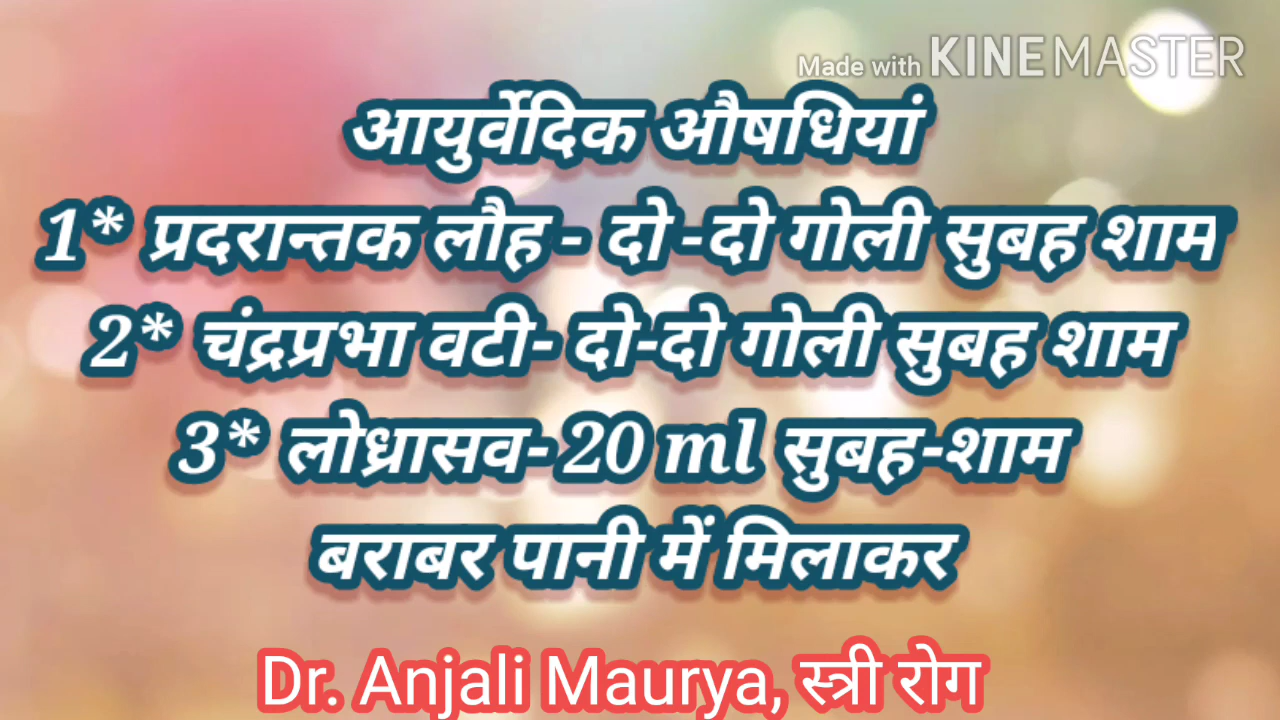 Made with KINEMASTER
आयुर्वेदिक औषधियां
1* प्रदरान्तक लौह - दो -दो गोली सुबह शाम
2* चंद्रप्रभा वटी- दो-दो गोली सुबह शाम
3* लोध्रासव- 20 ml सुबह-शाम
बराबर पानी में मिलाकर
Dr. Anjali Maurya, स्त्री रोग